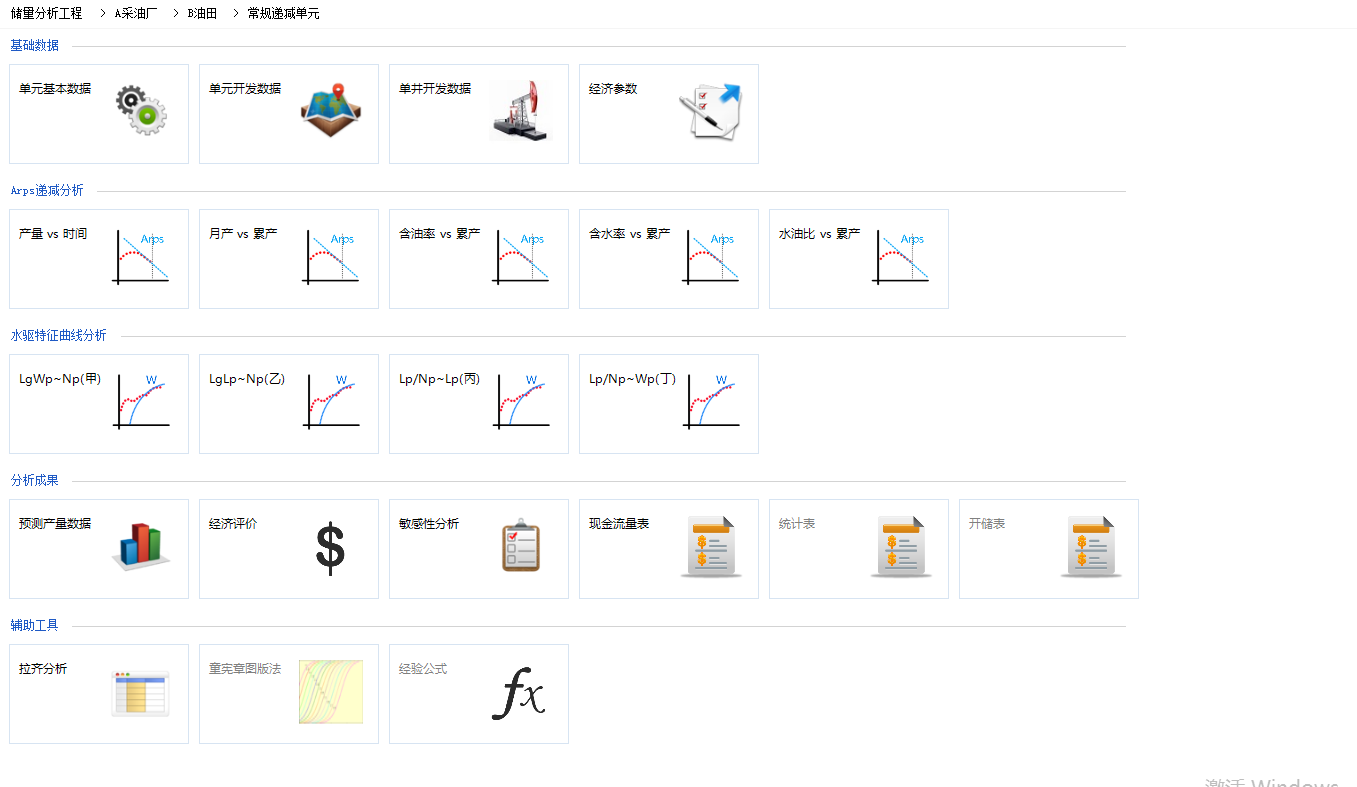 储量分析工程 > A采油厂 > B油田 > 常规递减单元
基础数据
单元基本数据 单元开发数据 单井开发数据 经济参数
Arps递减分析
产量 vs 时间 月产 vs 累产 含油率 vs 累产 含水率 vs 累产 水油比 vs 累产
Arps Arps Arps Arps Arps
水驱特征曲线分析
LgWp~Np(甲) LgLp~Np(乙) Lp/Np~Lp(丙) Lp/Np~Wp(丁)
W W W W
分析成果
预测产量数据 经济评价 敏感性分析 现金流量表 统计表 开储表
$
辅助工具
拉齐分析 童宪章图版法 经验公式
fx
激活 Windows